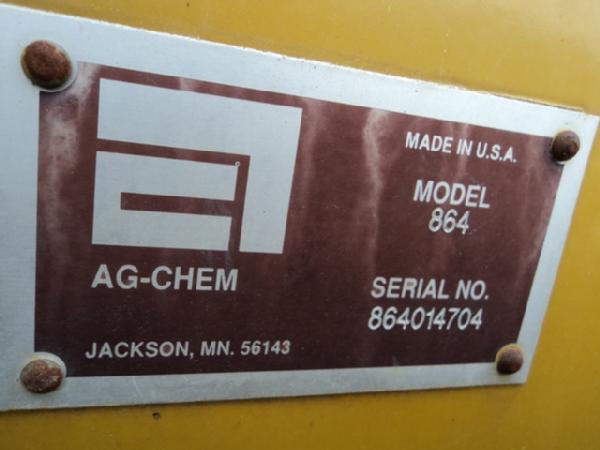 MADE IN U.S.A.
MODEL
864
AG-CHEM
SERIAL NO.
864014704
JACKSON, MN. 56143